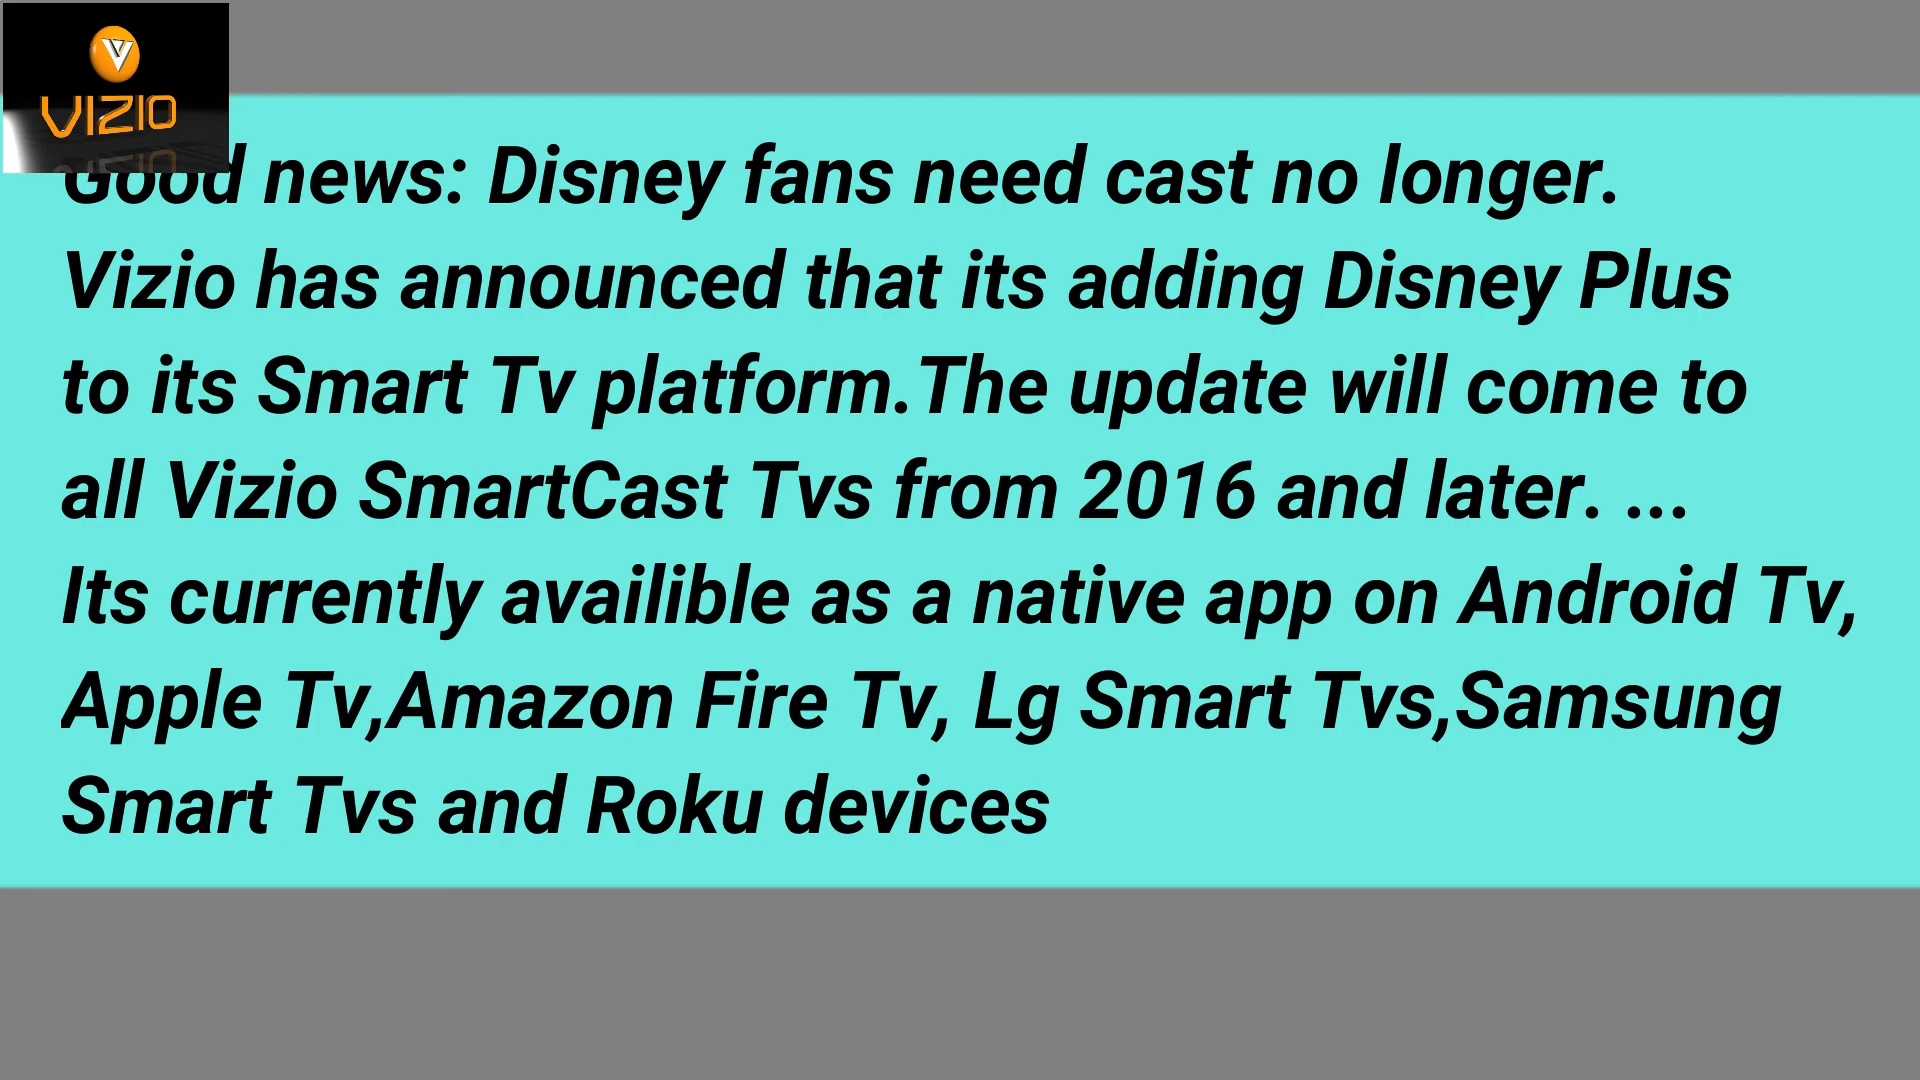 VIZIO
Good news: Disney fans need cast no longer.
Vizio has announced that its adding Disney Plus
to its Smart Tv platform.The update will come to
all Vizio SmartCast Tvs from 2016 and later. ...
Its currently availible as a native app on Android Tv,
Apple Tv,Amazon Fire Tv, Lg Smart Tvs,Samsung
Smart Tvs and Roku devices